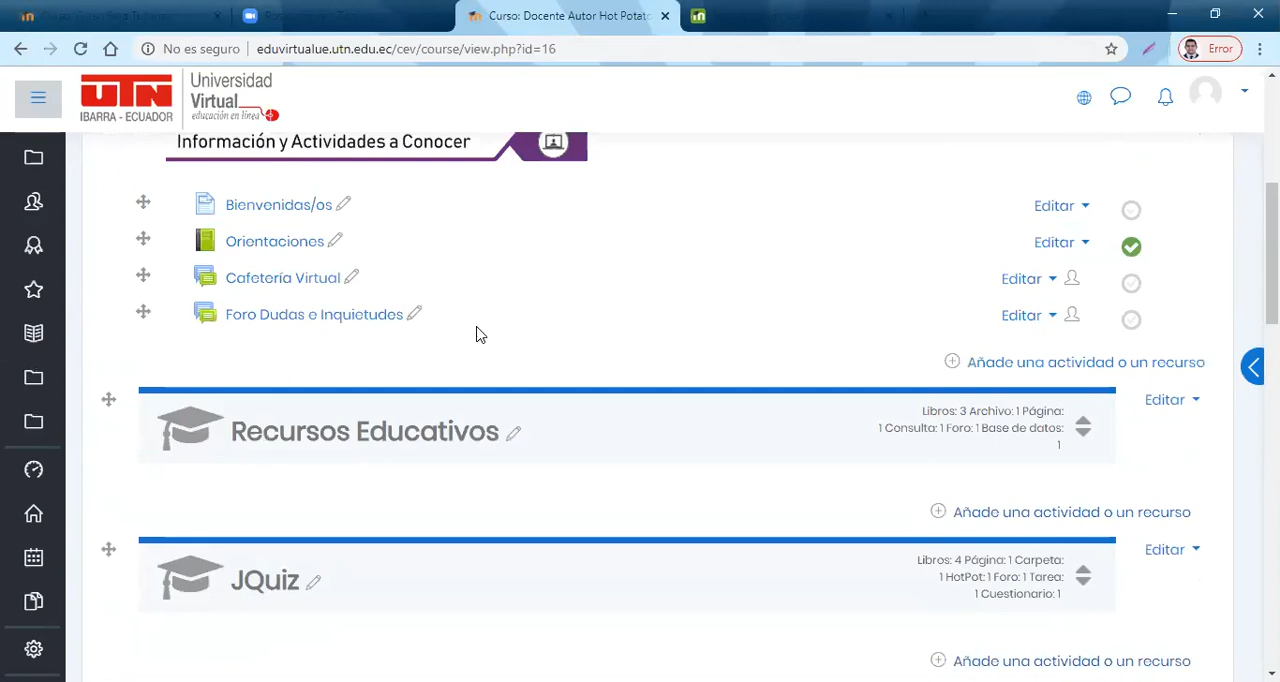 Curso: Docente Autor Hot Potato
No es seguro
eduvirtualue.utn.edu.ec/cev/course/view.php?id=16
Error
UTN
IBARRA - ECUADOR
Universidad
Virtual
educación en línea
Información y Actividades a Conocer
Bienvenidas/os
Editar
Orientaciones
Editar
Cafetería Virtual
Editar
Foro Dudas e Inquietudes
Editar
Añade una actividad o un recurso
Recursos Educativos
Libros: 3 Archivo: 1 Página:
1 Consulta: 1 Foro: 1 Base de datos:
1
Editar
Añade una actividad o un recurso
JQuiz
Libros: 4 Página: 1 Carpeta:
1 HotPot: 1 Foro: 1 Tarea:
1 Cuestionario: 1
Editar
Añade una actividad o un recurso